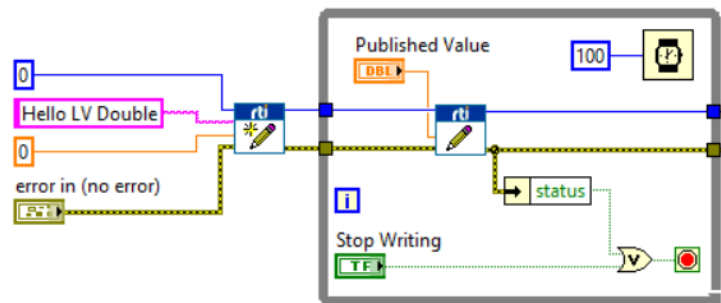 Published Value
DBL
100
0
Hello LV Double
rti
rti
0
error in (no error)
status
i
Stop Writing
TF
V